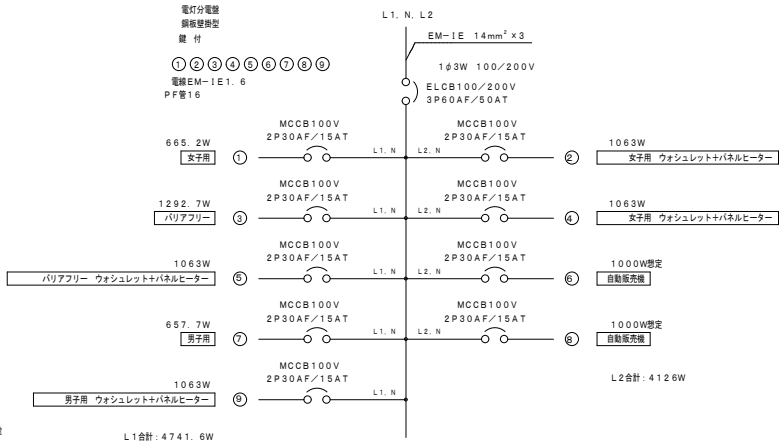 電灯分電盤
鋼板壁掛型
鍵 付
①②③④⑤⑥⑦⑧⑨
電線EM-IE1.6
PF管16
L1, N, L2
EM-IE 14mm²×3
1φ3W 100/200V
ELCB100/200V
3P60AF/50AT
665.2W
女子用
①
MCCB100V
2P30AF/15AT
L1, N
L2, N
MCCB100V
2P30AF/15AT
②
1063W
女子用 ウォシュレット+パネルヒーター
1292.7W
バリアフリー
③
MCCB100V
2P30AF/15AT
L1, N
L2, N
MCCB100V
2P30AF/15AT
④
1063W
女子用 ウォシュレット+パネルヒーター
1063W
バリアフリー ウォシュレット+パネルヒーター
⑤
MCCB100V
2P30AF/15AT
L1, N
L2, N
MCCB100V
2P30AF/15AT
⑥
1000W想定
自動販売機
657.7W
男子用
⑦
MCCB100V
2P30AF/15AT
L1, N
L2, N
MCCB100V
2P30AF/15AT
⑧
1000W想定
自動販売機
1063W
男子用 ウォシュレット+パネルヒーター
⑨
MCCB100V
2P30AF/15AT
L1, N
L2合計:4126W
L1合計:4741.6W